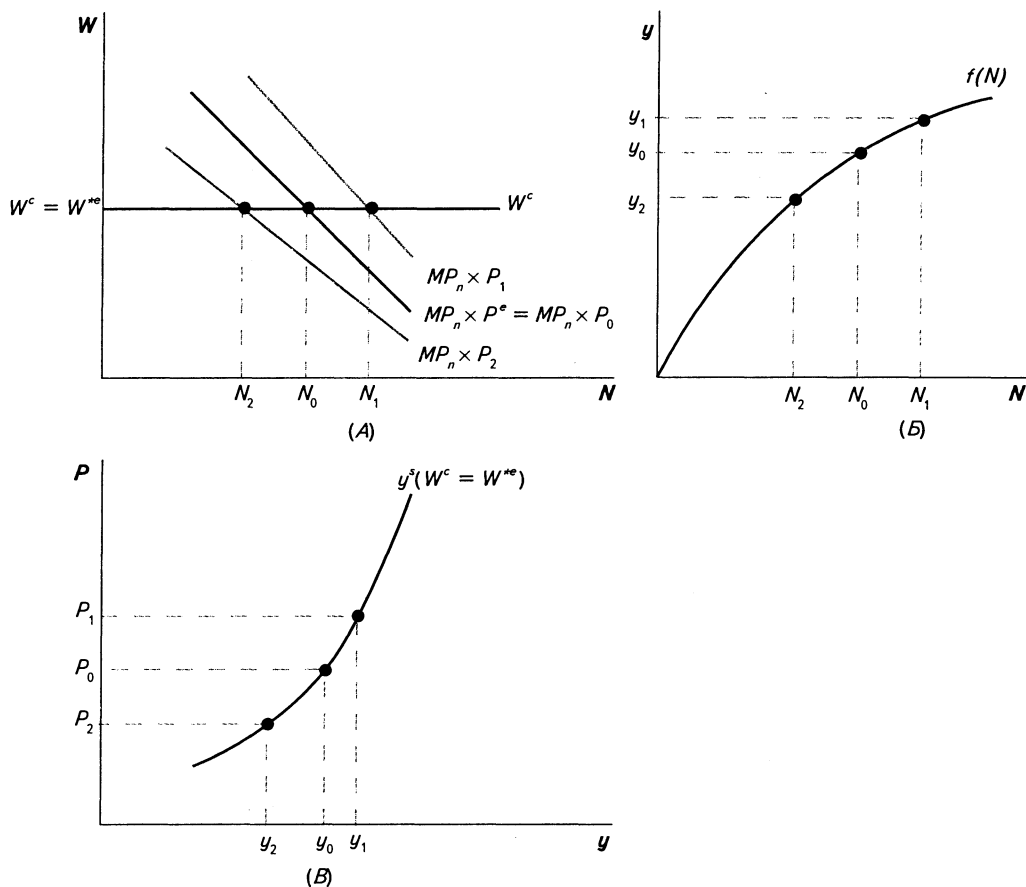 W
W^c = W^{*e}
W^c
MP_n × P_1
MP_n × P^e = MP_n × P_0
MP_n × P_2
N_2 N_0 N_1 N
(А)
y
f(N)
y_1
y_0
y_2
N_2 N_0 N_1 N
(Б)
P
y^s(W^c = W^{*e})
P_1
P_0
P_2
y_2 y_0 y_1 y
(В)